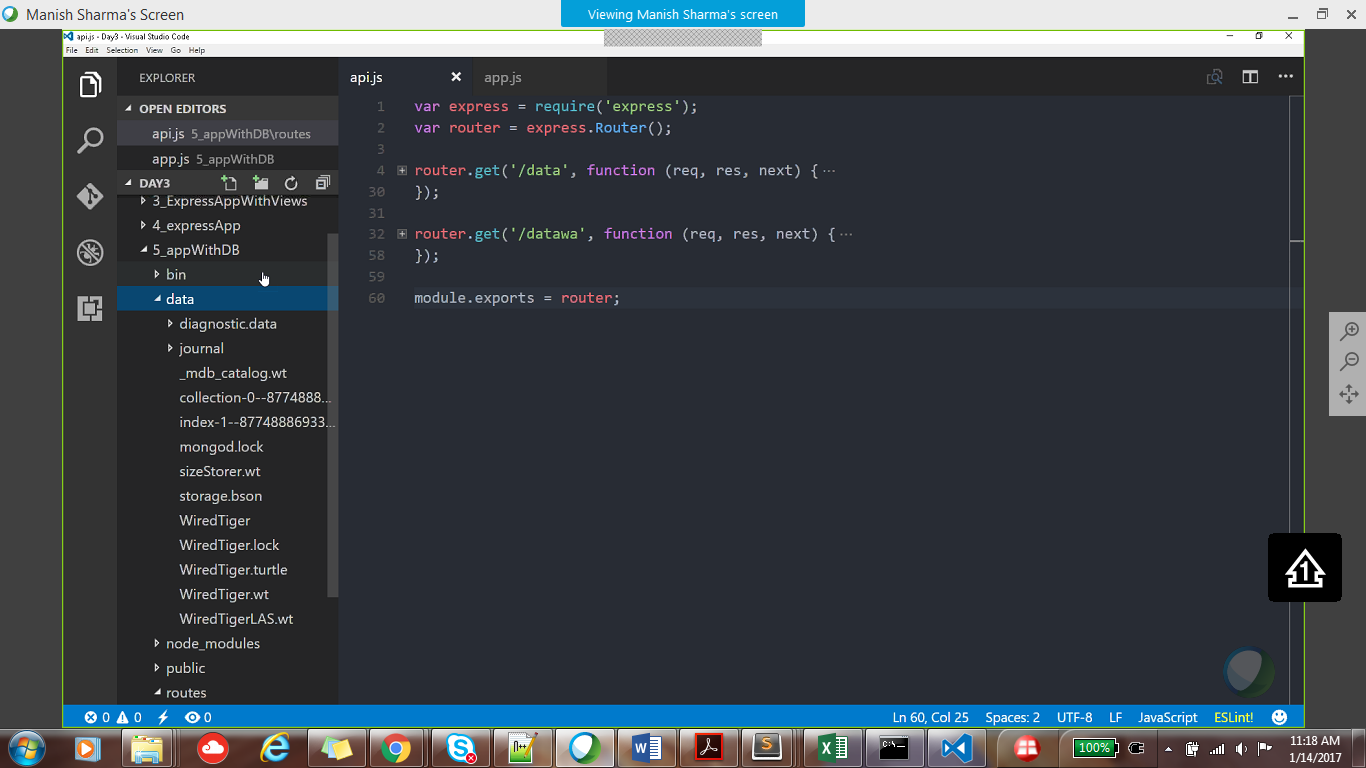 Manish Sharma's Screen
Viewing Manish Sharma's screen
api.js - Day3 - Visual Studio Code
File Edit Selection View Go Help
EXPLORER
OPEN EDITORS
api.js 5_appWithDB\routes
app.js 5_appWithDB
DAY3
3_ExpressAppWithViews
4_expressApp
5_appWithDB
bin
data
diagnostic.data
journal
_mdb_catalog.wt
collection-0--8774888...
index-1--87748886933...
mongod.lock
sizeStorer.wt
storage.bson
WiredTiger
WiredTiger.lock
WiredTiger.turtle
WiredTiger.wt
WiredTigerLAS.wt
node_modules
public
routes
api.js app.js
1 var express = require('express');
2 var router = express.Router();
3
4 router.get('/data', function (req, res, next) { ···
30 });
31
32 router.get('/datawa', function (req, res, next) { ···
58 });
59
60 module.exports = router;
0 0 0
Ln 60, Col 25 Spaces: 2 UTF-8 LF JavaScript ESLint!
100%
11:18 AM
1/14/2017